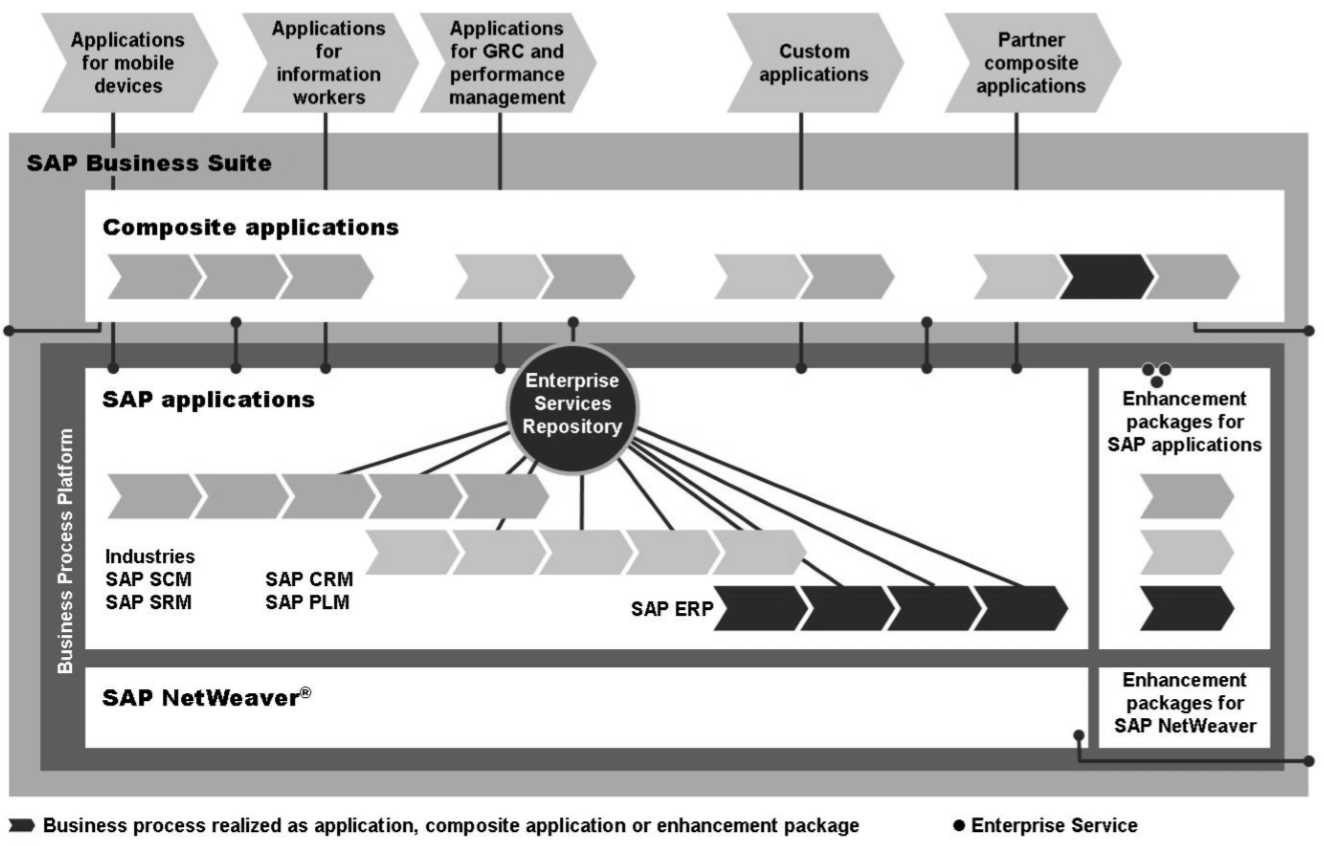 Applications
for mobile
devices
Applications
for
information
workers
Applications
for GRC and
performance
management
Custom
applications
Partner
composite
applications
SAP Business Suite
Composite applications
Business Process Platform
SAP applications
Enterprise
Services
Repository
Enhancement
packages for
SAP applications
Industries
SAP SCM
SAP SRM
SAP CRM
SAP PLM
SAP ERP
SAP NetWeaver®
Enhancement
packages for
SAP NetWeaver
Business process realized as application, composite application or enhancement package
Enterprise Service